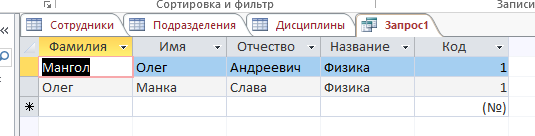 Сортировка и фильтр Записи
Сотрудники Подразделения Дисциплины Запрос1
Фамилия Имя Отчество Название Код
Мангол Олег Андреевич Физика 1
Олег Манка Слава Физика 1
* (№)